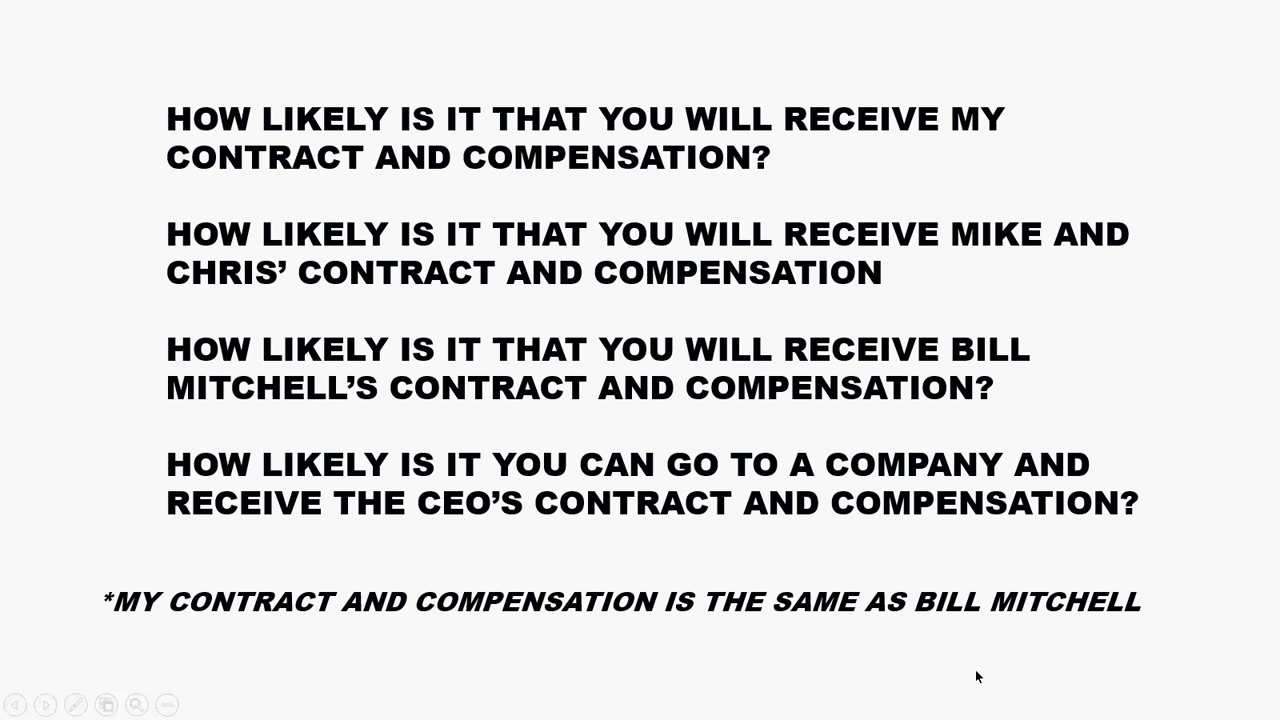 HOW LIKELY IS IT THAT YOU WILL RECEIVE MY
CONTRACT AND COMPENSATION?
HOW LIKELY IS IT THAT YOU WILL RECEIVE MIKE AND
CHRIS’ CONTRACT AND COMPENSATION
HOW LIKELY IS IT THAT YOU WILL RECEIVE BILL
MITCHELL’S CONTRACT AND COMPENSATION?
HOW LIKELY IS IT YOU CAN GO TO A COMPANY AND
RECEIVE THE CEO’S CONTRACT AND COMPENSATION?
*MY CONTRACT AND COMPENSATION IS THE SAME AS BILL MITCHELL